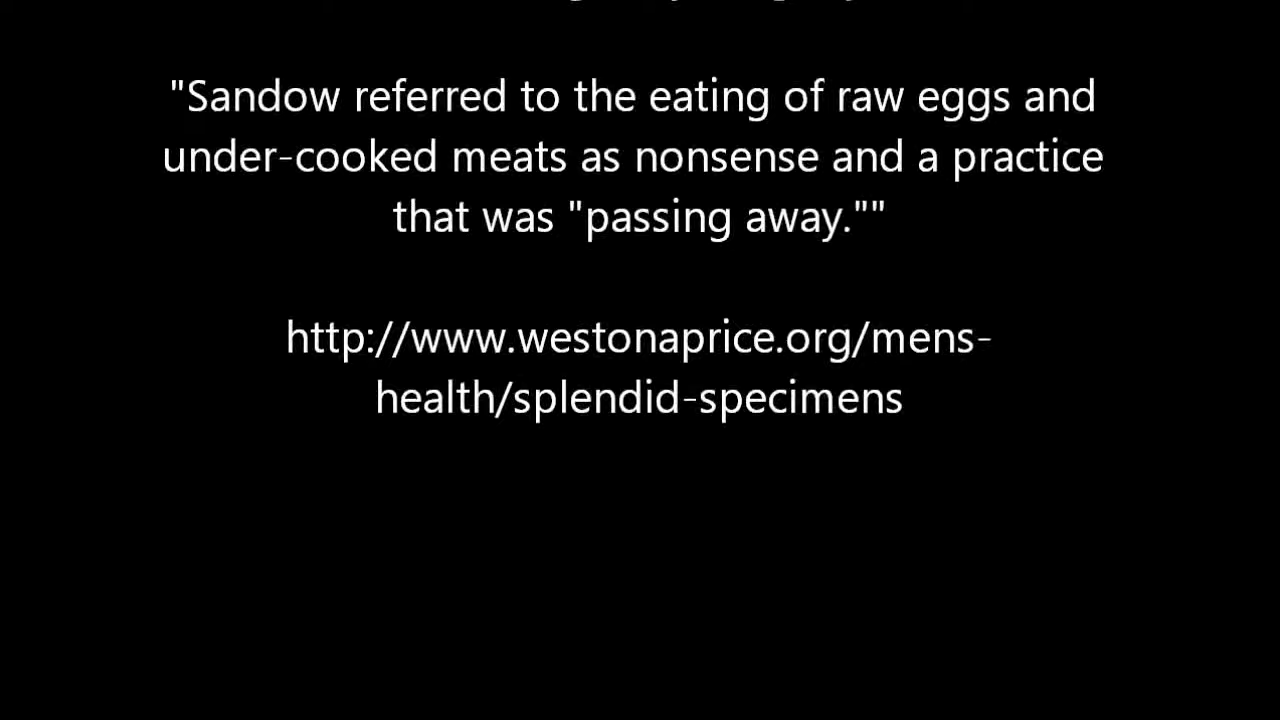 "Sandow referred to the eating of raw eggs and
under-cooked meats as nonsense and a practice
that was "passing away.""
http://www.westonaprice.org/mens-
health/splendid-specimens